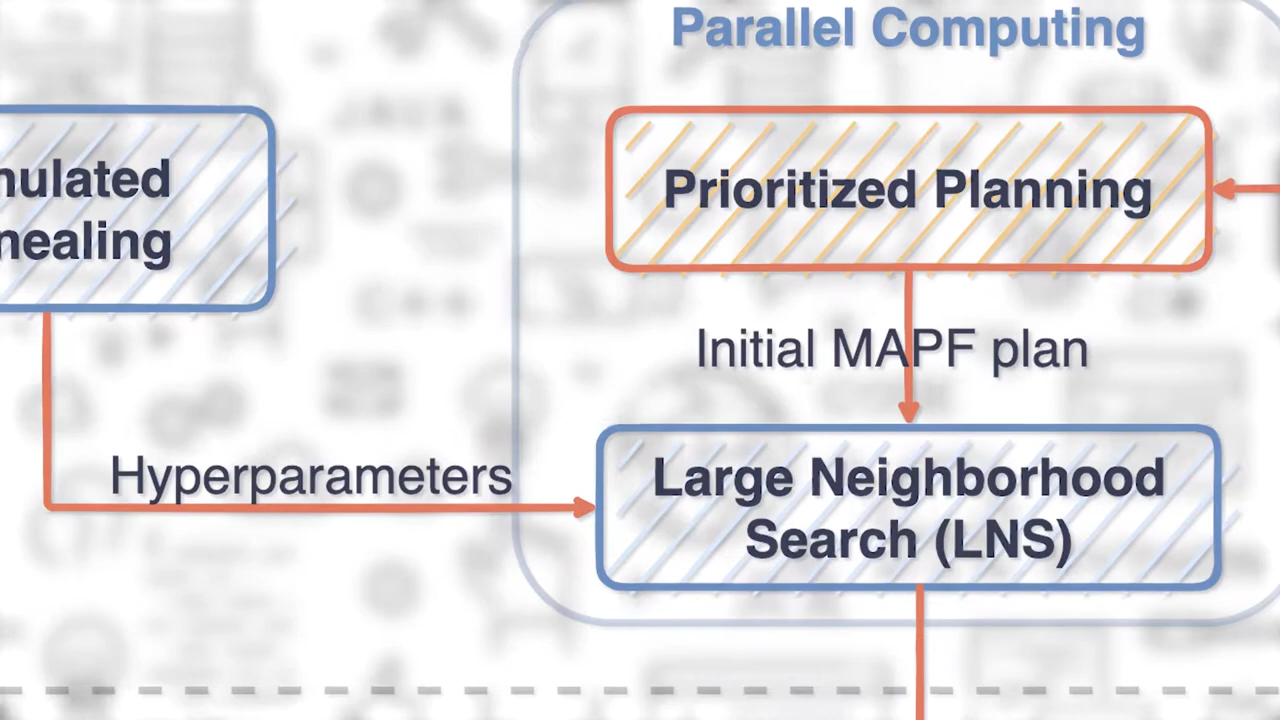 Parallel Computing
nulated
nealing
Prioritized Planning
Initial MAPF plan
Hyperparameters
Large Neighborhood
Search (LNS)